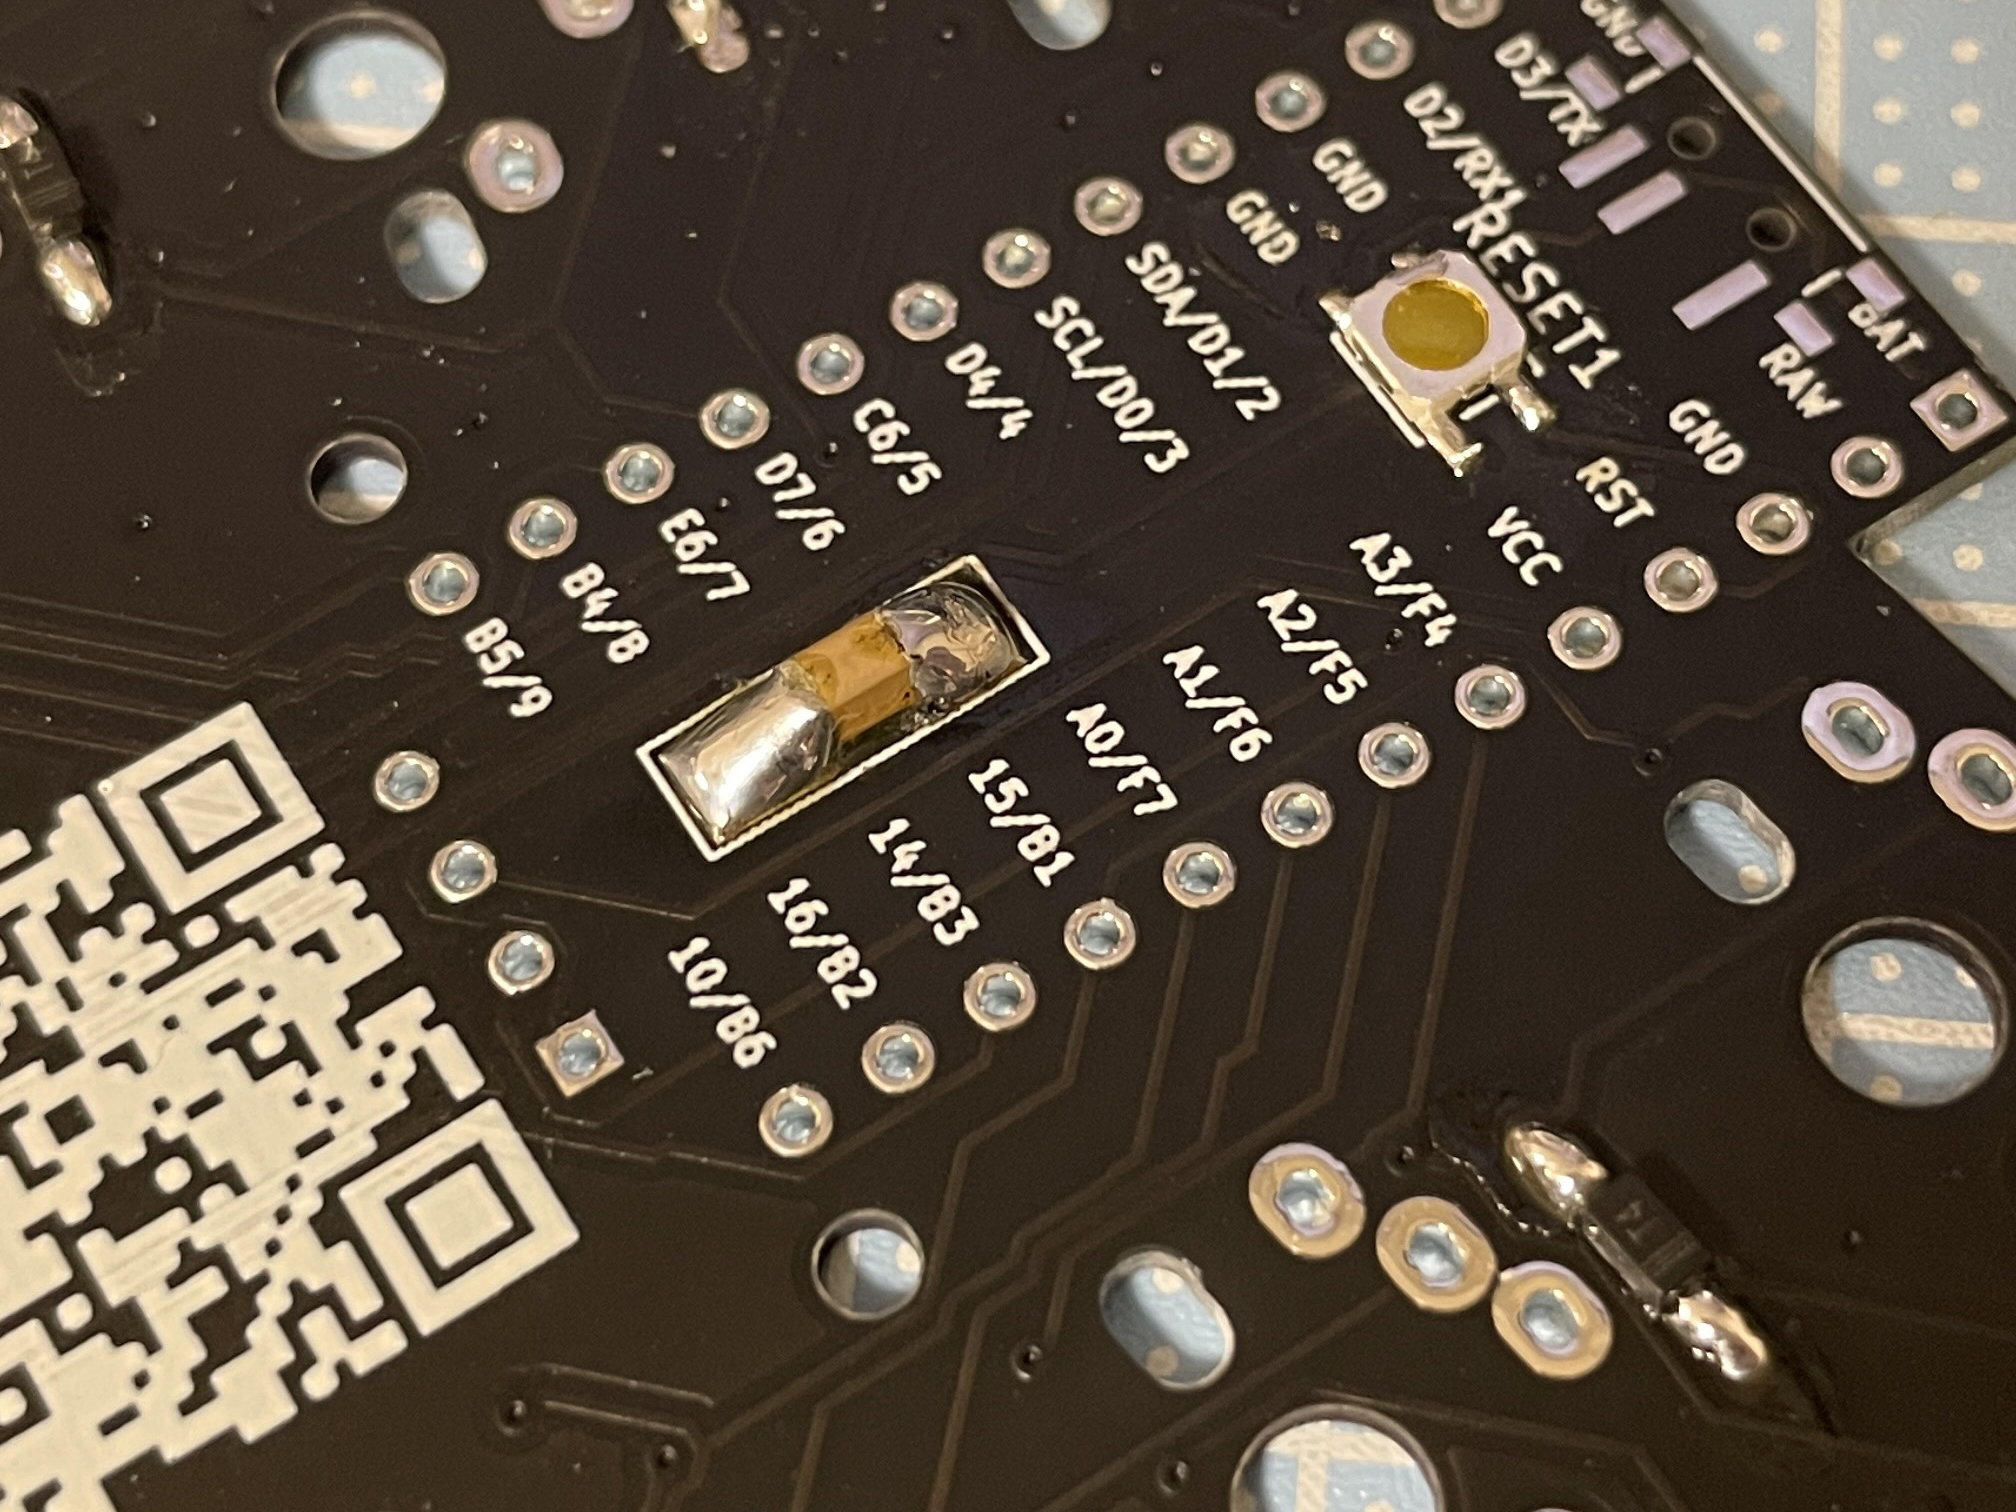 GND
D3/TX
D2/RX1
GND
GND
SDA/D1/2
SCL/D0/3
D4/4
C6/5
D7/6
E6/7
B4/8
B5/9
RESET1
BAT
RAW
GND
RST
VCC
A3/F4
A2/F5
A1/F6
A0/F7
15/B1
14/B3
16/B2
10/B6
T4